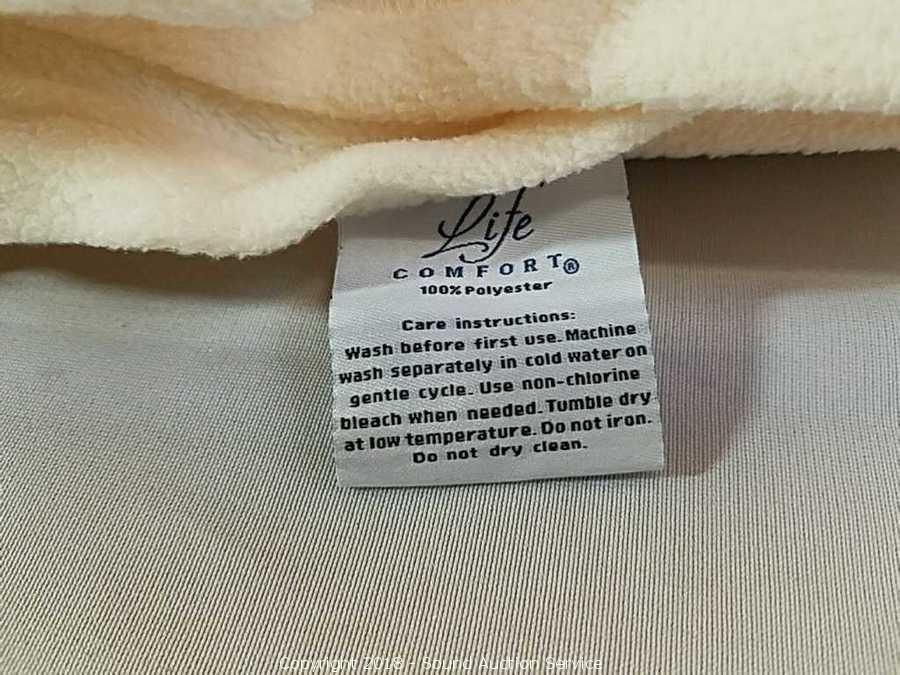 Life
COMFORT®
100% Polyester
Care instructions:
Wash before first use. Machine
wash separately in cold water on
gentle cycle. Use non-chlorine
bleach when needed. Tumble dry
at low temperature. Do not iron.
Do not dry clean.
Copyright 2018 - Sound Auction Service